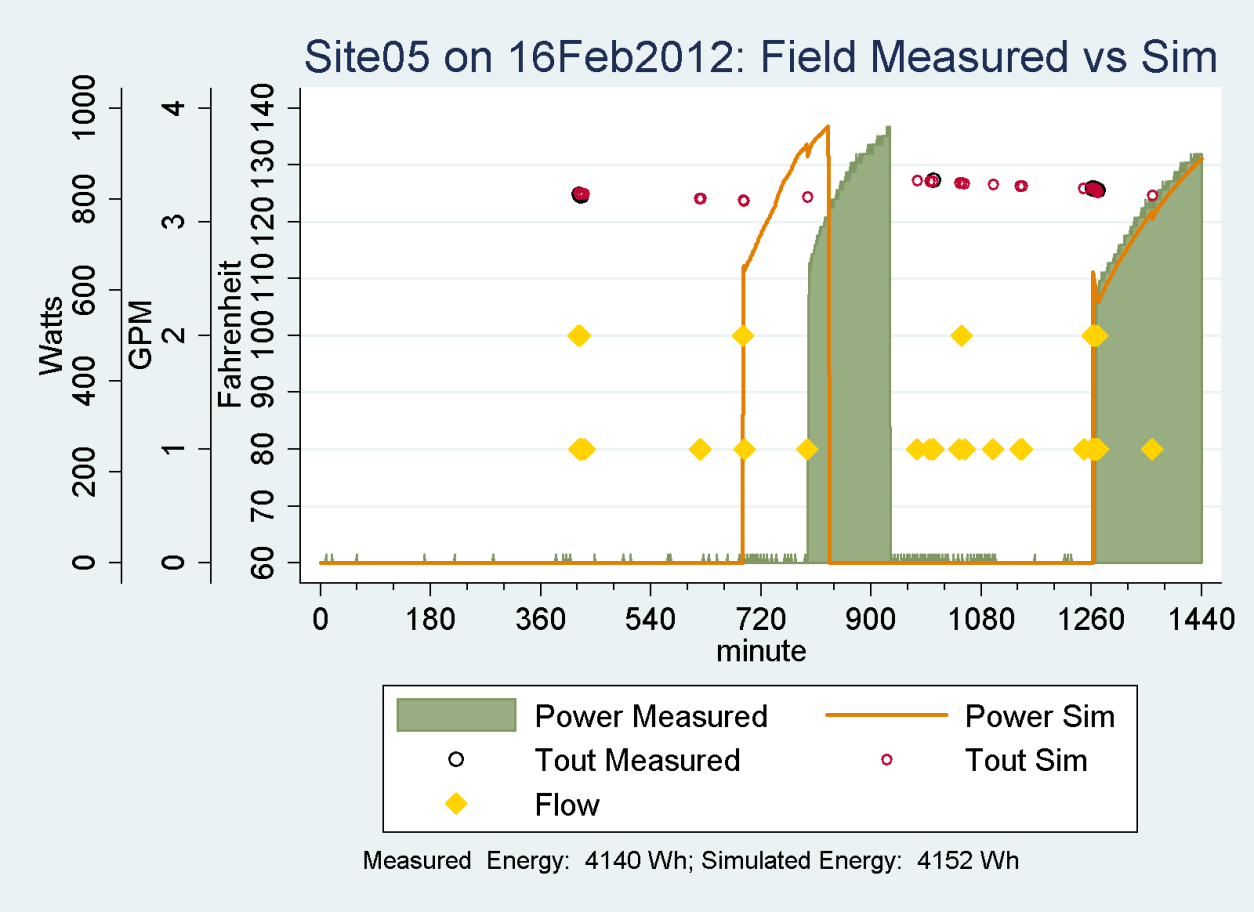 Site05 on 16Feb2012: Field Measured vs Sim
Watts
0 200 400 600 800 1000
GPM
0 1 2 3 4
Fahrenheit
60 70 80 90 100 110 120 130 140
0 180 360 540 720 900 1080 1260 1440
minute
Power Measured Power Sim
Tout Measured Tout Sim
Flow
Measured Energy: 4140 Wh; Simulated Energy: 4152 Wh